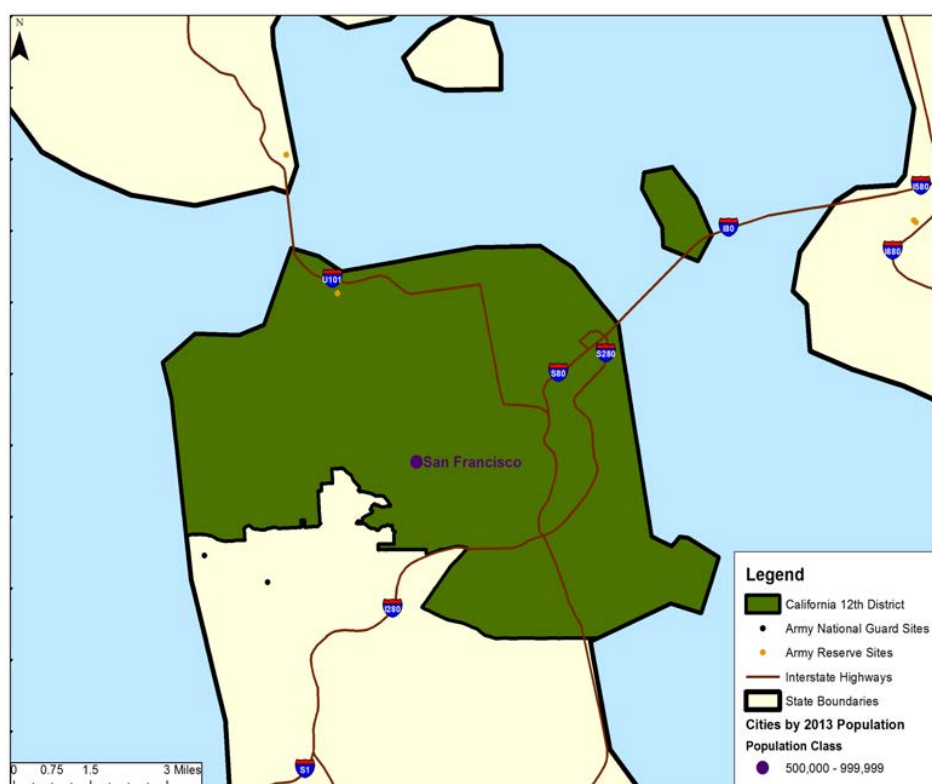 N
I580
I80
I880
U101
S280
S80
San Francisco
I280
S1
0 0.75 1.5 3 Miles
Legend
California 12th District
Army National Guard Sites
Army Reserve Sites
Interstate Highways
State Boundaries
Cities by 2013 Population
Population Class
500,000 - 999,999